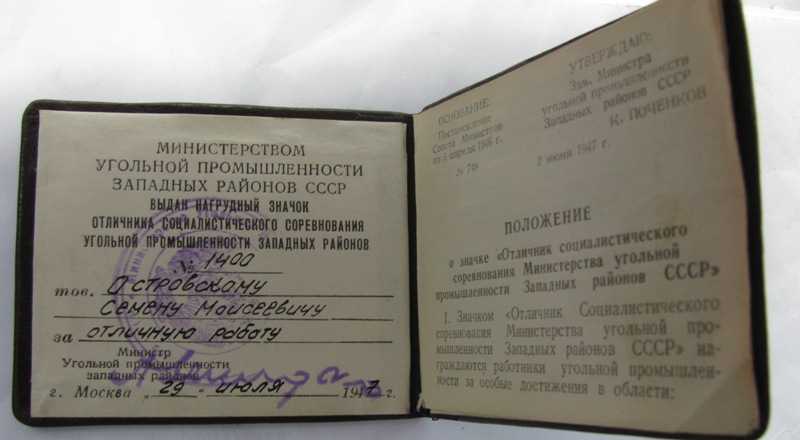 МИНИСТЕРСТВОМ
УГОЛЬНОЙ ПРОМЫШЛЕННОСТИ
ЗАПАДНЫХ РАЙОНОВ СССР
ВЫДАН НАГРУДНЫЙ ЗНАЧОК
ОТЛИЧНИКА СОЦИАЛИСТИЧЕСКОГО СОРЕВНОВАНИЯ
УГОЛЬНОЙ ПРОМЫШЛЕННОСТИ ЗАПАДНЫХ РАЙОНОВ
№ 1400
тов. Островскому
Семену Моисеевичу
за отличную работу
Министр
Угольной промышленности
западных районов
г. Москва „29“ июля 1947 г.
ОСНОВАНИЕ:
Постановление
Совета Министров
от 5 апреля 1946 г.
№ 748
УТВЕРЖДАЮ:
Зам. Министра
угольной промышленности
Западных районов СССР
К. ПОЧЕНКОВ
2 июня 1947 г.
ПОЛОЖЕНИЕ
о значке «Отличник социалистического
соревнования Министерства угольной
промышленности Западных районов СССР»
1. Значком «Отличник Социалистического
соревнования Министерства угольной про-
мышленности Западных районов СССР» на-
граждаются работники угольной промышлен-
ности за особые достижения в области: